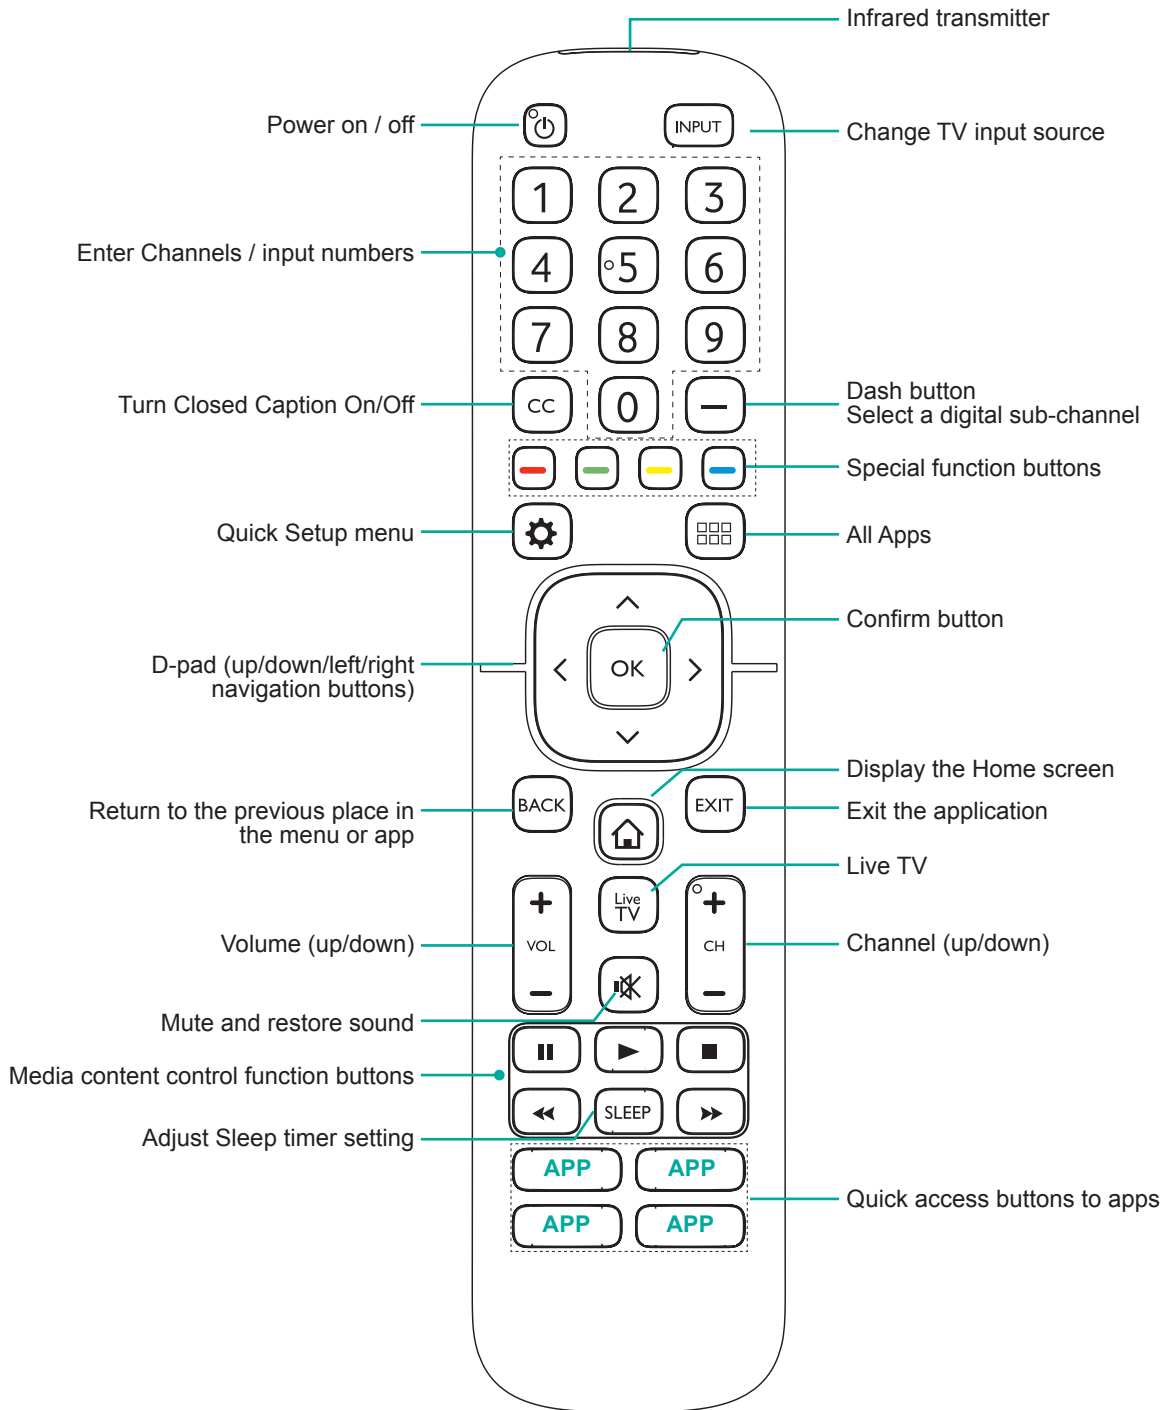 Infrared transmitter
Power on / off
INPUT
Change TV input source
1 2 3
Enter Channels / input numbers
4 5 6
7 8 9
Turn Closed Caption On/Off
CC
0
Dash button
Select a digital sub-channel
Special function buttons
Quick Setup menu
All Apps
Confirm button
D-pad (up/down/left/right
navigation buttons)
OK
Display the Home screen
Return to the previous place in
the menu or app
BACK
EXIT
Exit the application
Live TV
Live
TV
Volume (up/down)
VOL
CH
Channel (up/down)
Mute and restore sound
Media content control function buttons
Adjust Sleep timer setting
SLEEP
APP APP
Quick access buttons to apps
APP APP